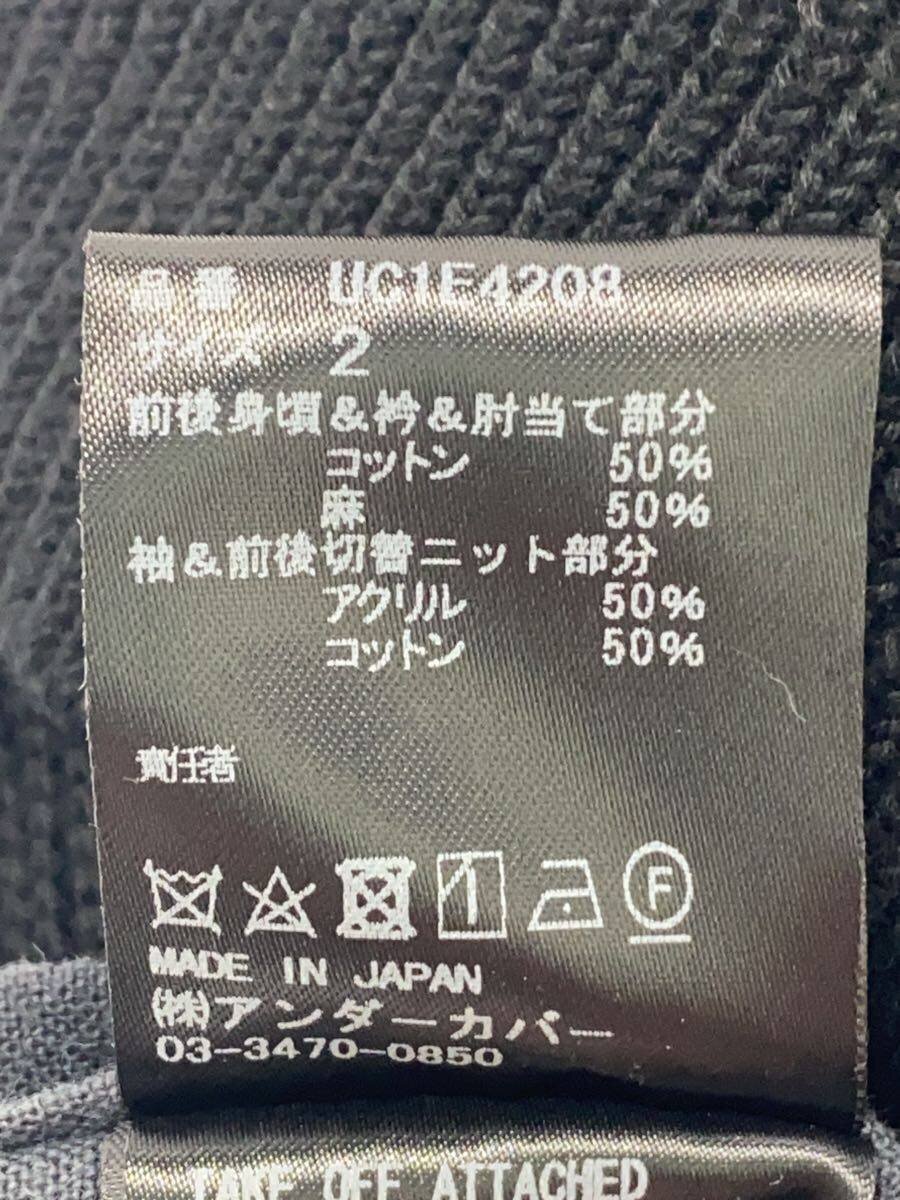 品番 UC1E4208
サイズ 2
前後身頃&衿&肘当て部分
コットン 50%
麻 50%
袖&前後切替ニット部分
アクリル 50%
コットン 50%
責任者
F
MADE IN JAPAN
㈱アンダーカバー
03-3470-0850
TAKE OFF ATTACHED